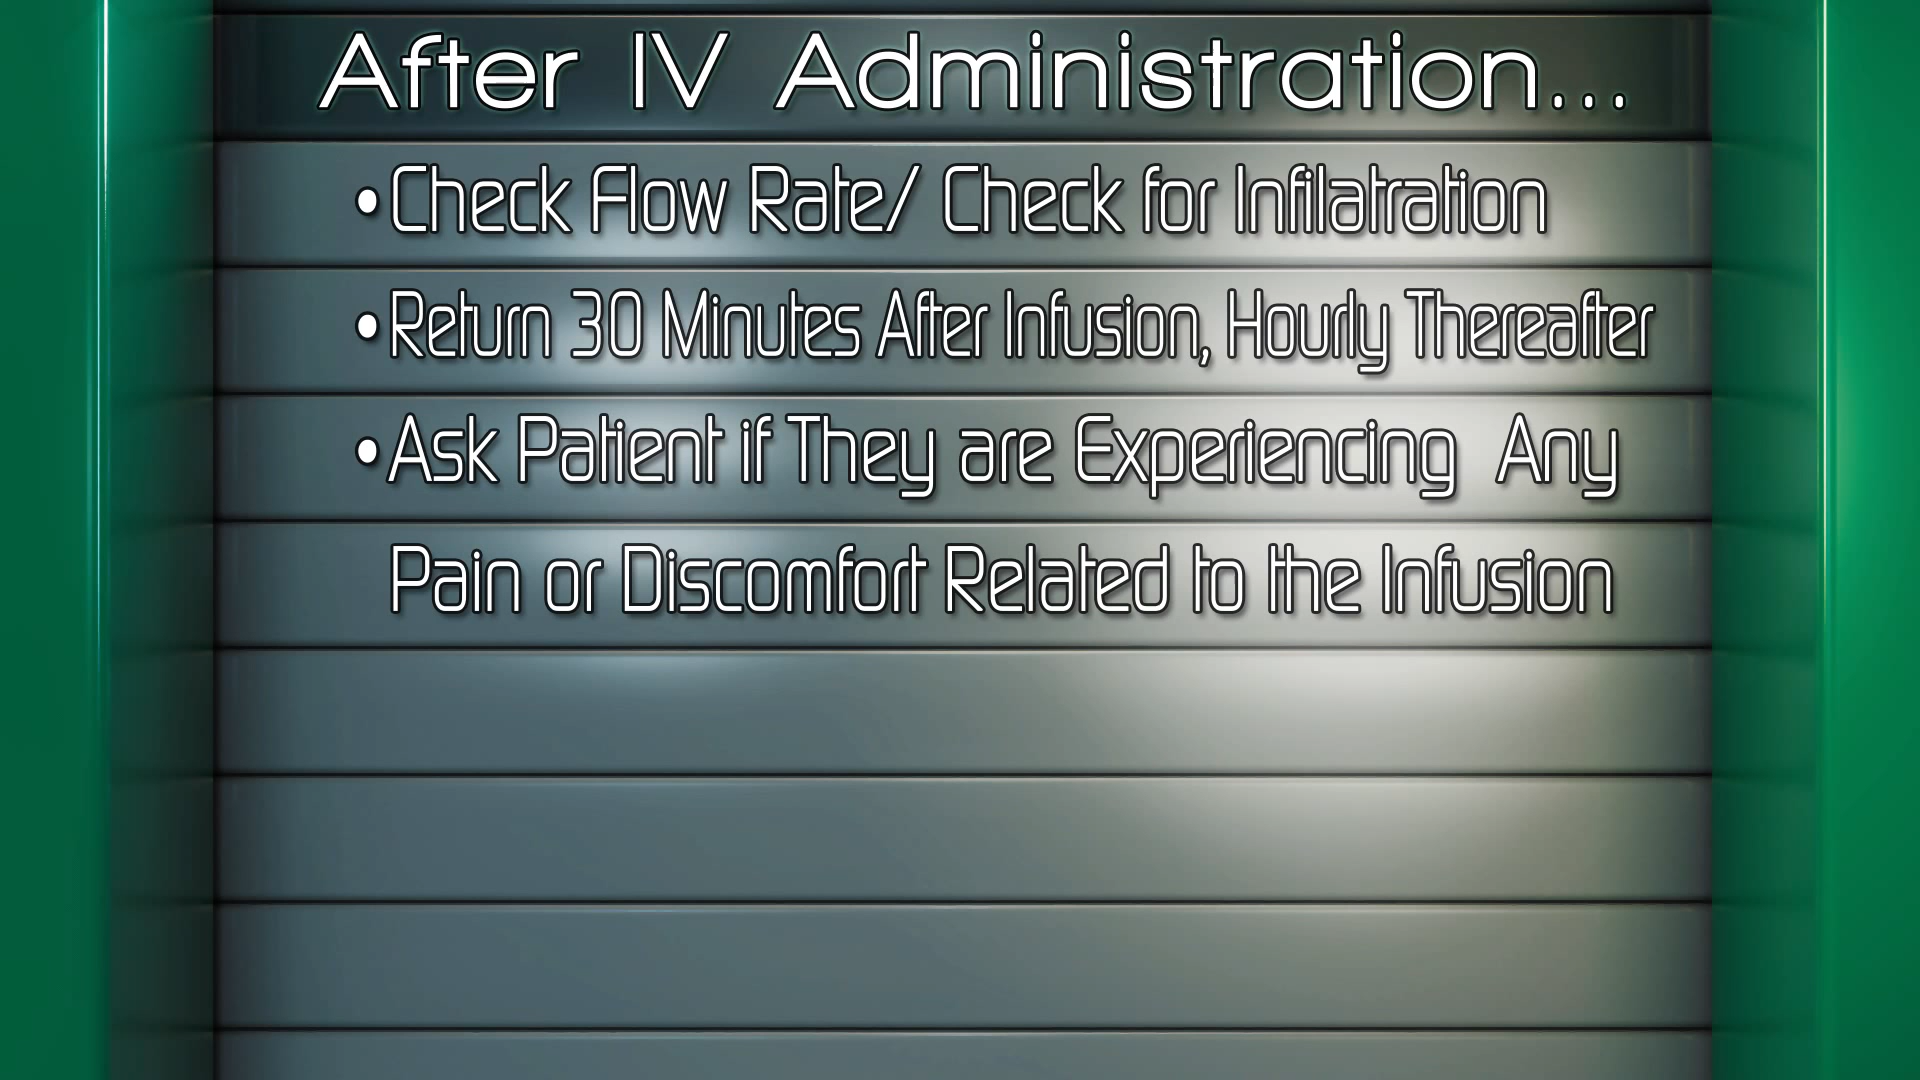 After IV Administration...
•Check Flow Rate/ Check for Infilatration
•Return 30 Minutes After Infusion, Hourly Thereafter
•Ask Patient if They are Experiencing Any
Pain or Discomfort Related to the Infusion